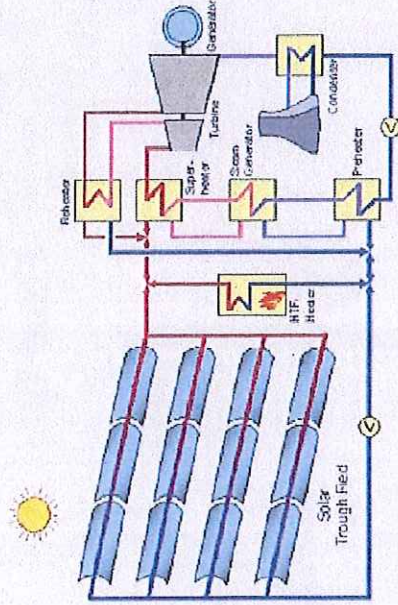 Generator
Turbine
Condenser
Reheater
Super-
heater
Steam
Generator
Preheater
HTF-
Heater
Solar
Trough Field